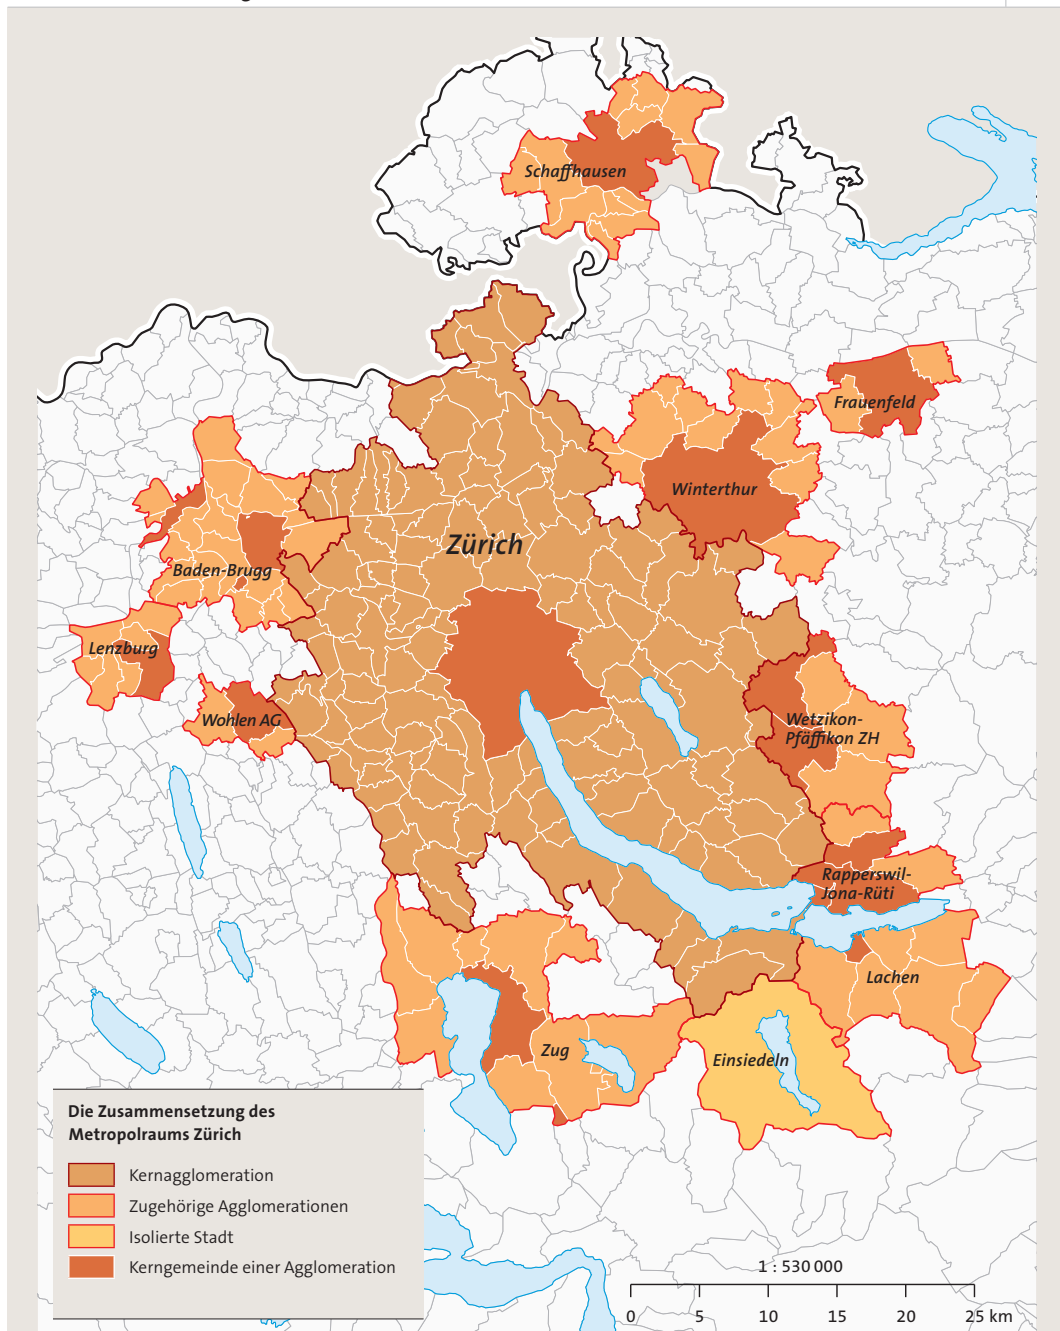 Schaffhausen
Frauenfeld
Winterthur
Zürich
Baden-Brugg
Lenzburg
Wohlen AG
Wetzikon-
Pfäffikon ZH
Rapperswil-
Jona-Rüti
Lachen
Zug
Einsiedeln
Die Zusammensetzung des
Metropolraums Zürich
Kernagglomeration
Zugehörige Agglomerationen
Isolierte Stadt
Kerngemeinde einer Agglomeration
1 : 530 000
0 5 10 15 20 25 km